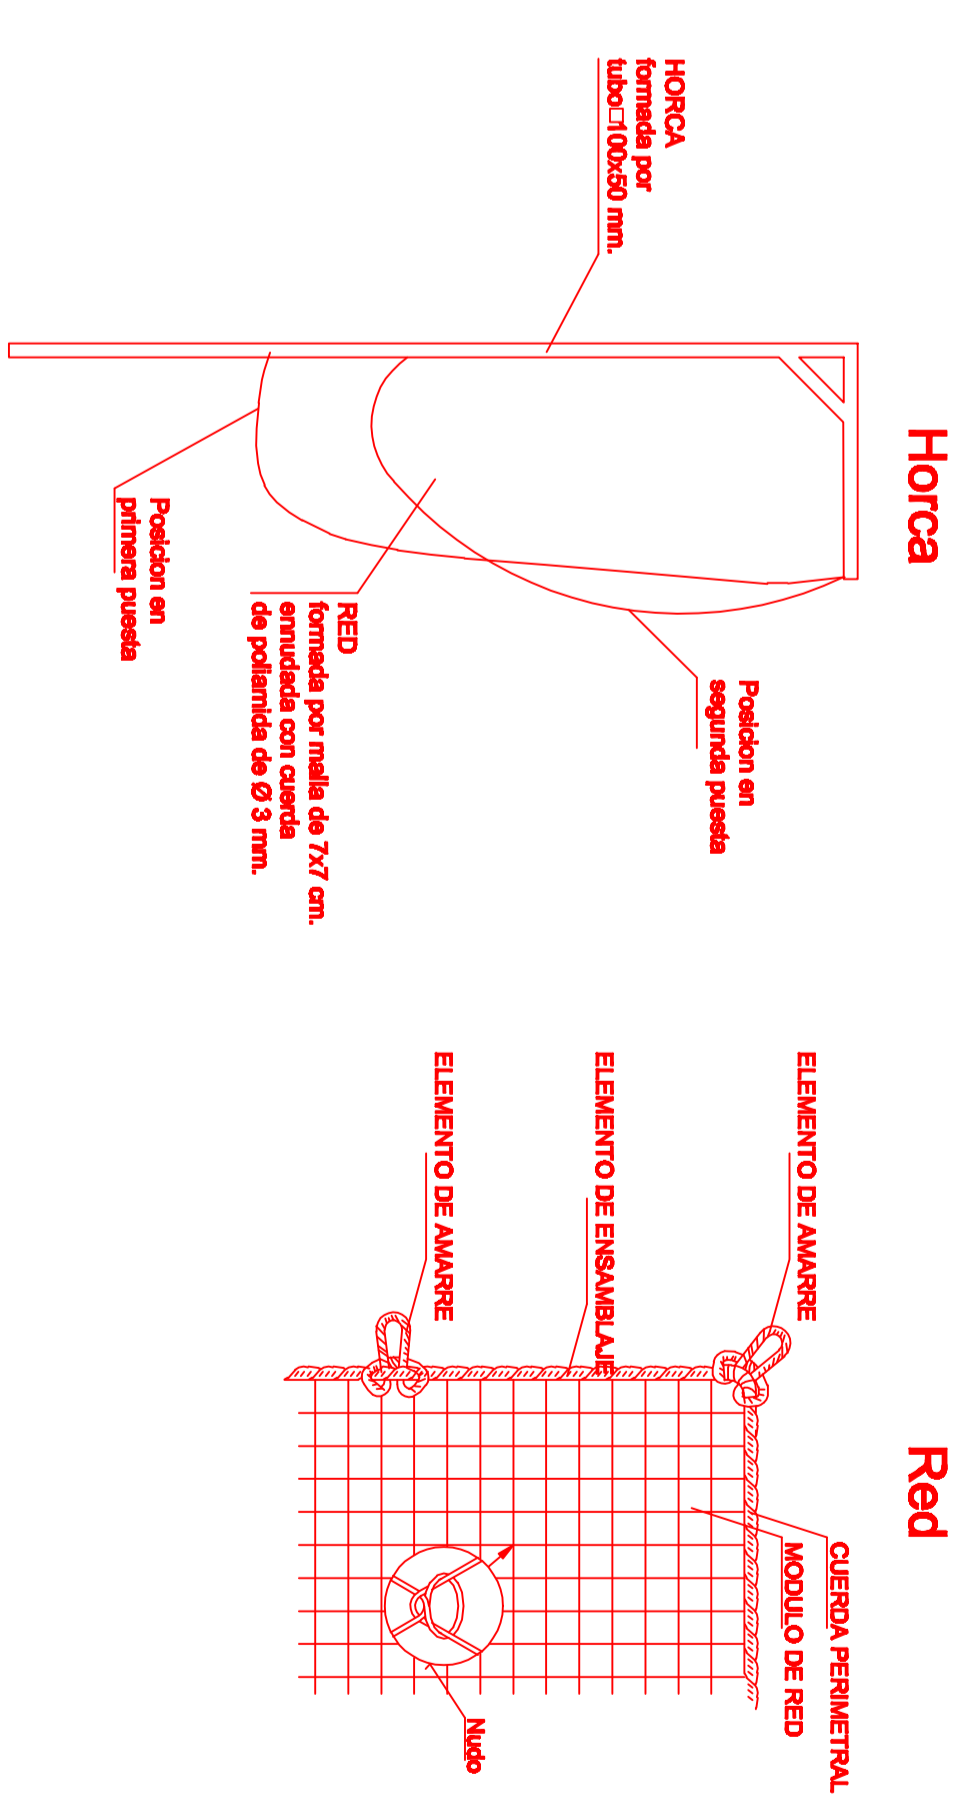 Horca
HORCA
formada por
tubo□100x50 mm.
Posicion en
segunda puesta
RED
formada por malla de 7x7 cm.
ennudada con cuerda
de poliamida de Ø 3 mm.
Posicion en
primera puesta
Red
ELEMENTO DE AMARRE
ELEMENTO DE ENSAMBLAJE
ELEMENTO DE AMARRE
CUERDA PERIMETRAL
MODULO DE RED
Nudo